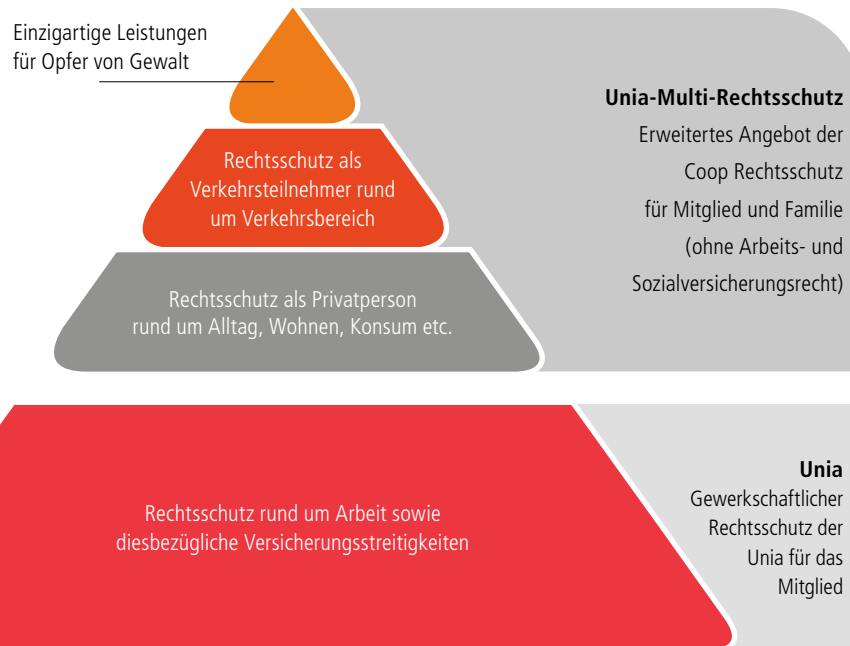 Einzigartige Leistungen
für Opfer von Gewalt
Rechtsschutz als
Verkehrsteilnehmer rund
um Verkehrsbereich
Rechtsschutz als Privatperson
rund um Alltag, Wohnen, Konsum etc.
Unia-Multi-Rechtsschutz
Erweitertes Angebot der
Coop Rechtsschutz
für Mitglied und Familie
(ohne Arbeits- und
Sozialversicherungsrecht)
Rechtsschutz rund um Arbeit sowie
diesbezügliche Versicherungsstreitigkeiten
Unia
Gewerkschaftlicher
Rechtsschutz der
Unia für das
Mitglied